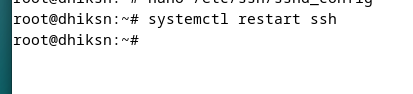 root@dhiksn:~# nano /etc/ssh/sshd_config
root@dhiksn:~# systemctl restart ssh
root@dhiksn:~#